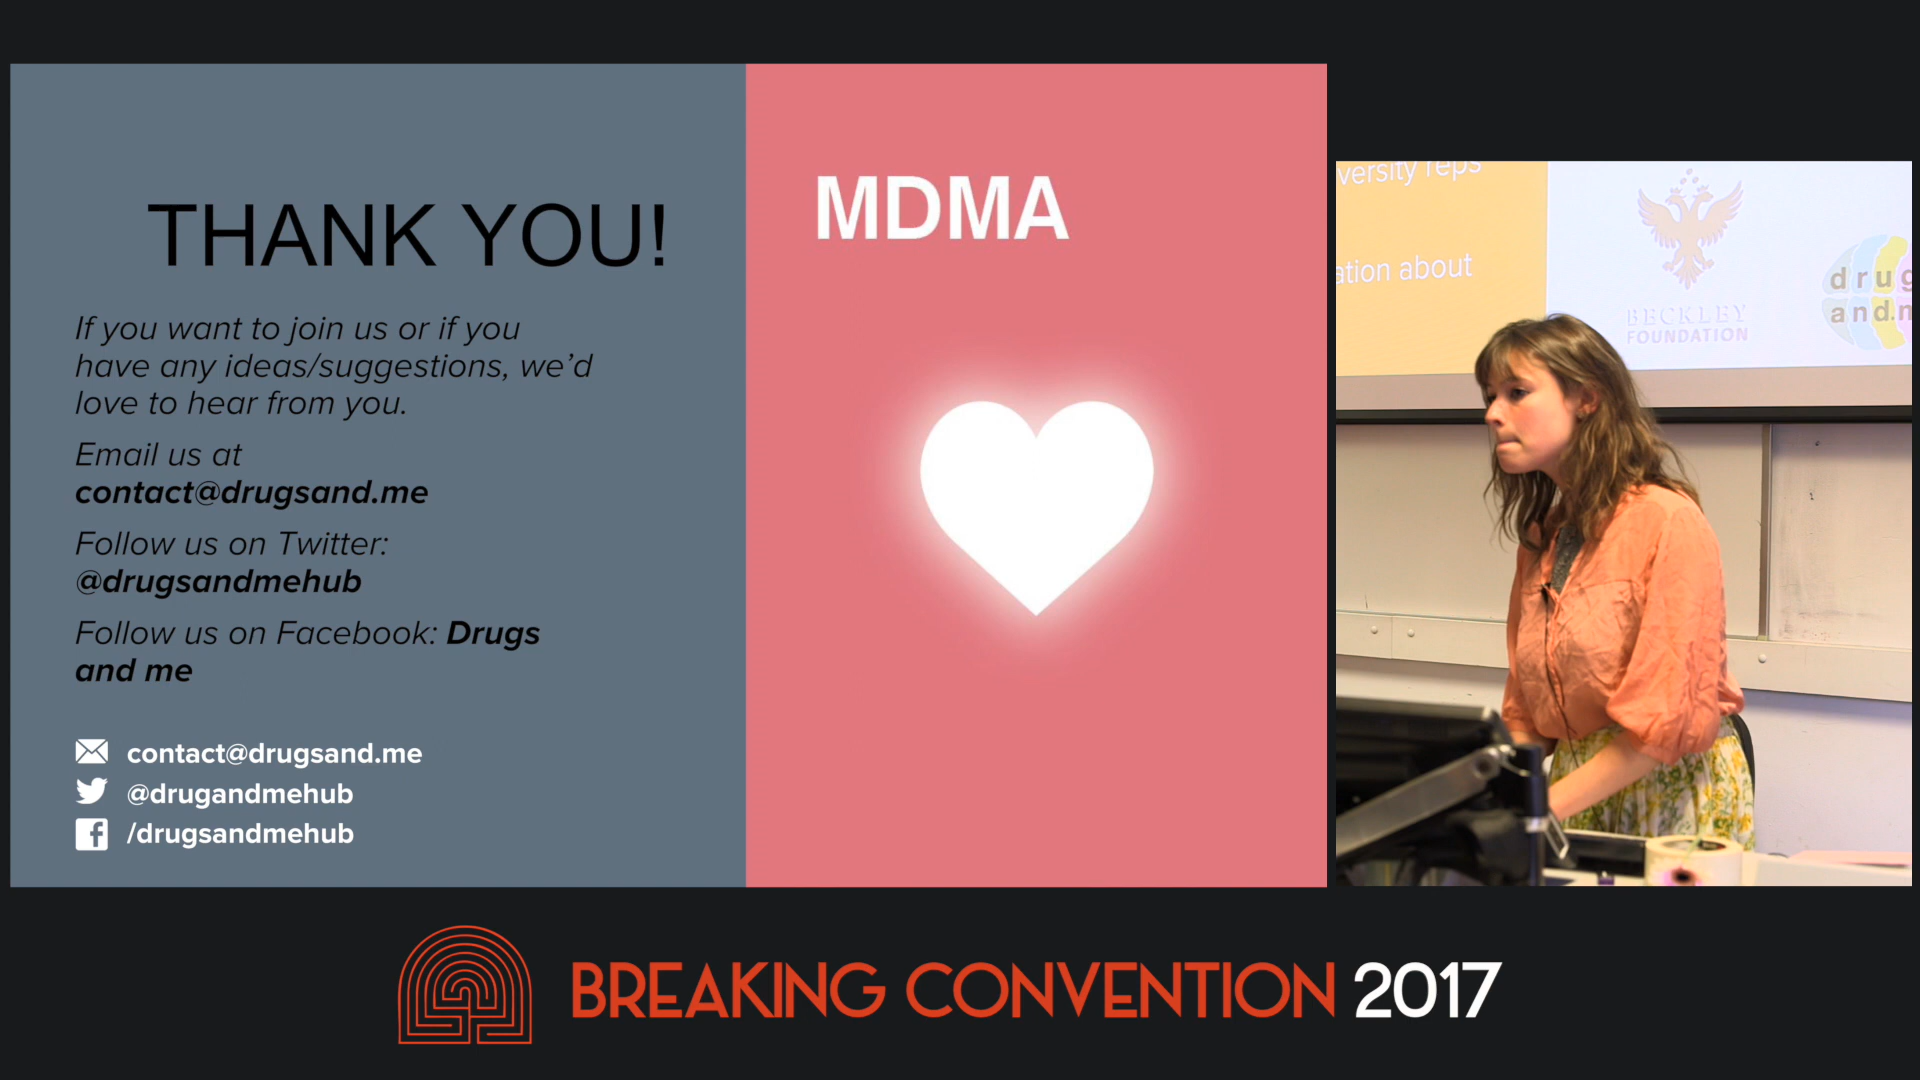 THANK YOU!
If you want to join us or if you
have any ideas/suggestions, we'd
love to hear from you.
Email us at
contact@drugsand.me
Follow us on Twitter:
@drugsandmehub
Follow us on Facebook: Drugs
and me
contact@drugsand.me
@drugandmehub
/drugsandmehub
MDMA
reps
about
BECKLEY
FOUNDATION
BREAKING CONVENTION 2017